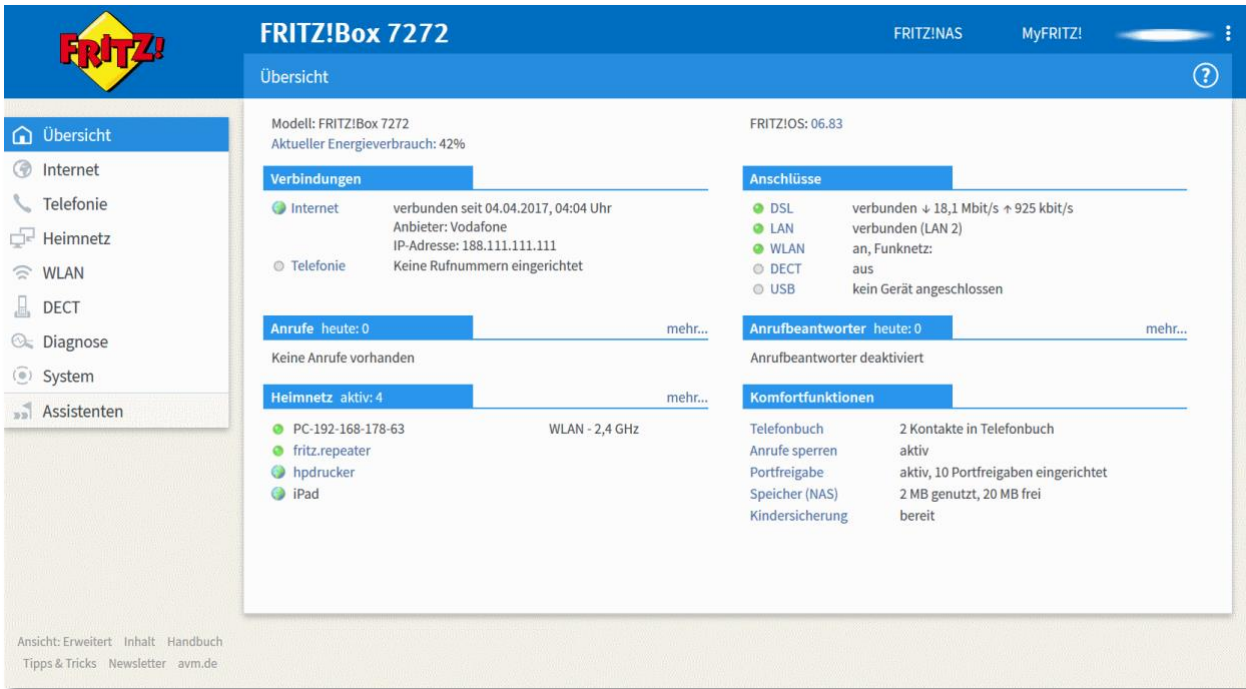 FRITZ!
FRITZ!Box 7272
FRITZ!NAS MyFRITZ!
Übersicht
Übersicht
Internet
Telefonie
Heimnetz
WLAN
DECT
Diagnose
System
Assistenten
Modell: FRITZ!Box 7272
Aktueller Energieverbrauch: 42%
FRITZ!OS: 06.83
Verbindungen
Internet verbunden seit 04.04.2017, 04:04 Uhr
Anbieter: Vodafone
IP-Adresse: 188.111.111.111
Telefonie Keine Rufnummern eingerichtet
Anschlüsse
DSL verbunden ↓ 18,1 Mbit/s ↑ 925 kbit/s
LAN verbunden (LAN 2)
WLAN an, Funknetz:
DECT aus
USB kein Gerät angeschlossen
Anrufe heute: 0 mehr...
Keine Anrufe vorhanden
Anrufbeantworter heute: 0 mehr...
Anrufbeantworter deaktiviert
Heimnetz aktiv: 4 mehr...
PC-192-168-178-63 WLAN - 2,4 GHz
fritz.repeater
hpdrucker
iPad
Komfortfunktionen
Telefonbuch 2 Kontakte in Telefonbuch
Anrufe sperren aktiv
Portfreigabe aktiv, 10 Portfreigaben eingerichtet
Speicher (NAS) 2 MB genutzt, 20 MB frei
Kindersicherung bereit
Ansicht: Erweitert Inhalt Handbuch
Tipps & Tricks Newsletter avm.de